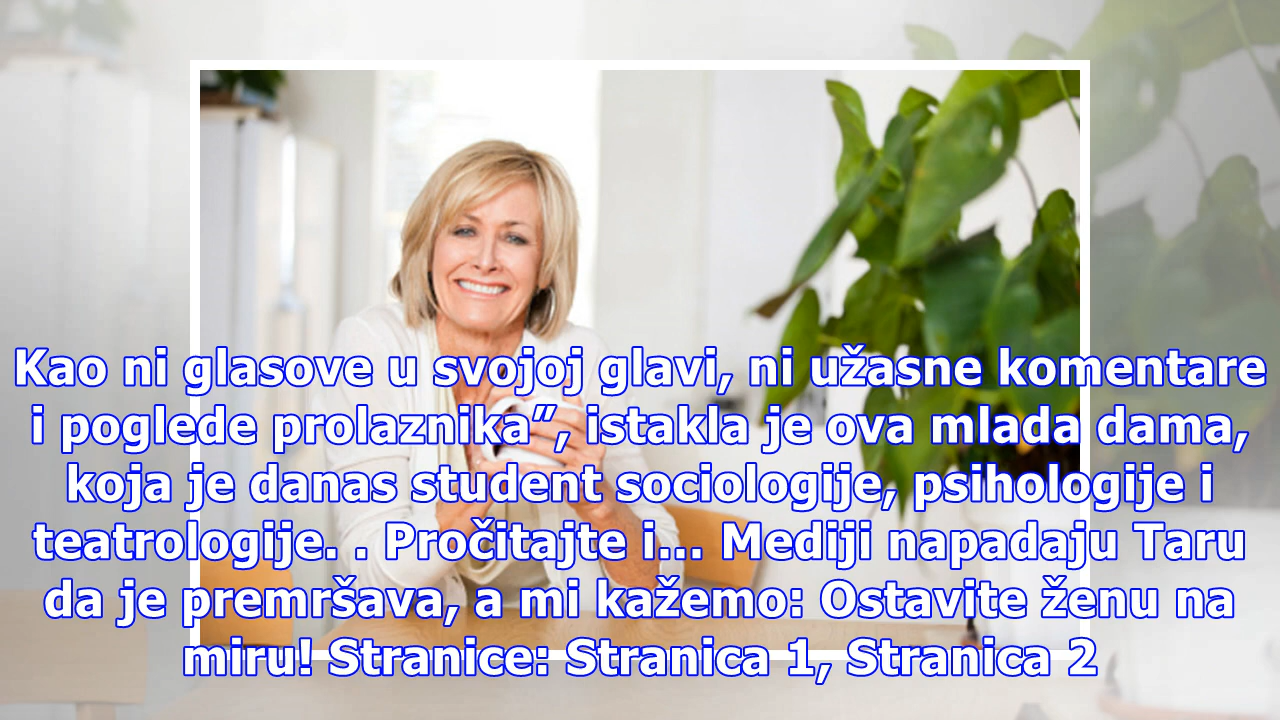 Kao ni glasove u svojoj glavi, ni užasne komentare
i poglede prolaznika”, istakla je ova mlada dama,
koja je danas student sociologije, psihologije i
teatrologije. . Pročitajte i... Mediji napadaju Taru
da je premršava, a mi kažemo: Ostavite ženu na
miru! Stranice: Stranica 1, Stranica 2